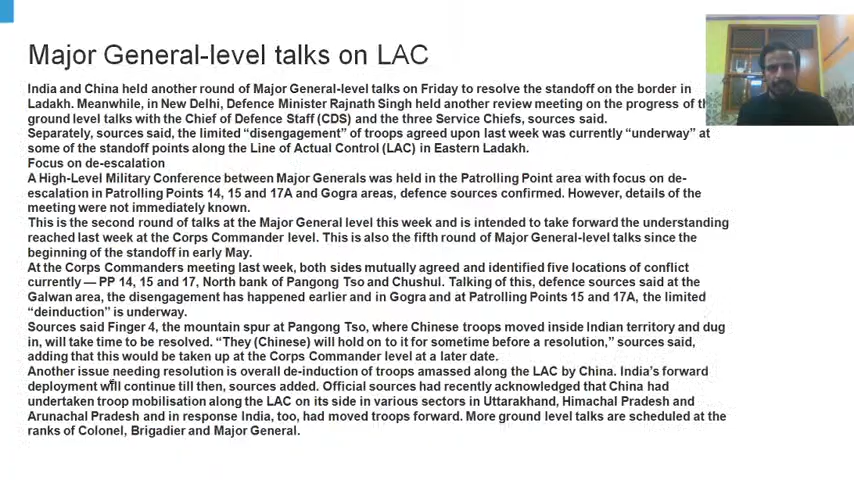 Major General-level talks on LAC
India and China held another round of Major General-level talks on Friday to resolve the standoff on the border in
Ladakh. Meanwhile, in New Delhi, Defence Minister Rajnath Singh held another review meeting on the progress of
ground level talks with the Chief of Defence Staff (CDS) and the three Service Chiefs, sources said.
Separately, sources said, the limited “disengagement” of troops agreed upon last week was currently “underway” at
some of the standoff points along the Line of Actual Control (LAC) in Eastern Ladakh.
Focus on de-escalation
A High-Level Military Conference between Major Generals was held in the Patrolling Point area with focus on de-
escalation in Patrolling Points 14, 15 and 17A and Gogra areas, defence sources confirmed. However, details of the
meeting were not immediately known.
This is the second round of talks at the Major General level this week and is intended to take forward the understanding
reached last week at the Corps Commander level. This is also the fifth round of Major General-level talks since the
beginning of the standoff in early May.
At the Corps Commanders meeting last week, both sides mutually agreed and identified five locations of conflict
currently — PP 14, 15 and 17, North bank of Pangong Tso and Chushul. Talking of this, defence sources said at the
Galwan area, the disengagement has happened earlier and in Gogra and at Patrolling Points 15 and 17A, the limited
“deinduction” is underway.
Sources said Finger 4, the mountain spur at Pangong Tso, where Chinese troops moved inside Indian territory and dug
in, will take time to be resolved. “They (Chinese) will hold on to it for sometime before a resolution,” sources said,
adding that this would be taken up at the Corps Commander level at a later date.
Another issue needing resolution is overall de-induction of troops amassed along the LAC by China. India’s forward
deployment will continue till then, sources added. Official sources had recently acknowledged that China had
undertaken troop mobilisation along the LAC on its side in various sectors in Uttarakhand, Himachal Pradesh and
Arunachal Pradesh and in response India, too, had moved troops forward. More ground level talks are scheduled at the
ranks of Colonel, Brigadier and Major General.